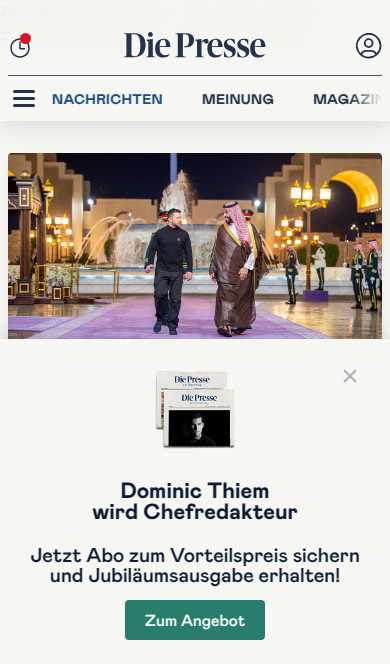 Die Presse
NACHRICHTEN MEINUNG MAGAZIN
Die Presse
Die Presse
Dominic Thiem
wird Chefredakteur
Jetzt Abo zum Vorteilspreis sichern
und Jubiläumsausgabe erhalten!
Zum Angebot